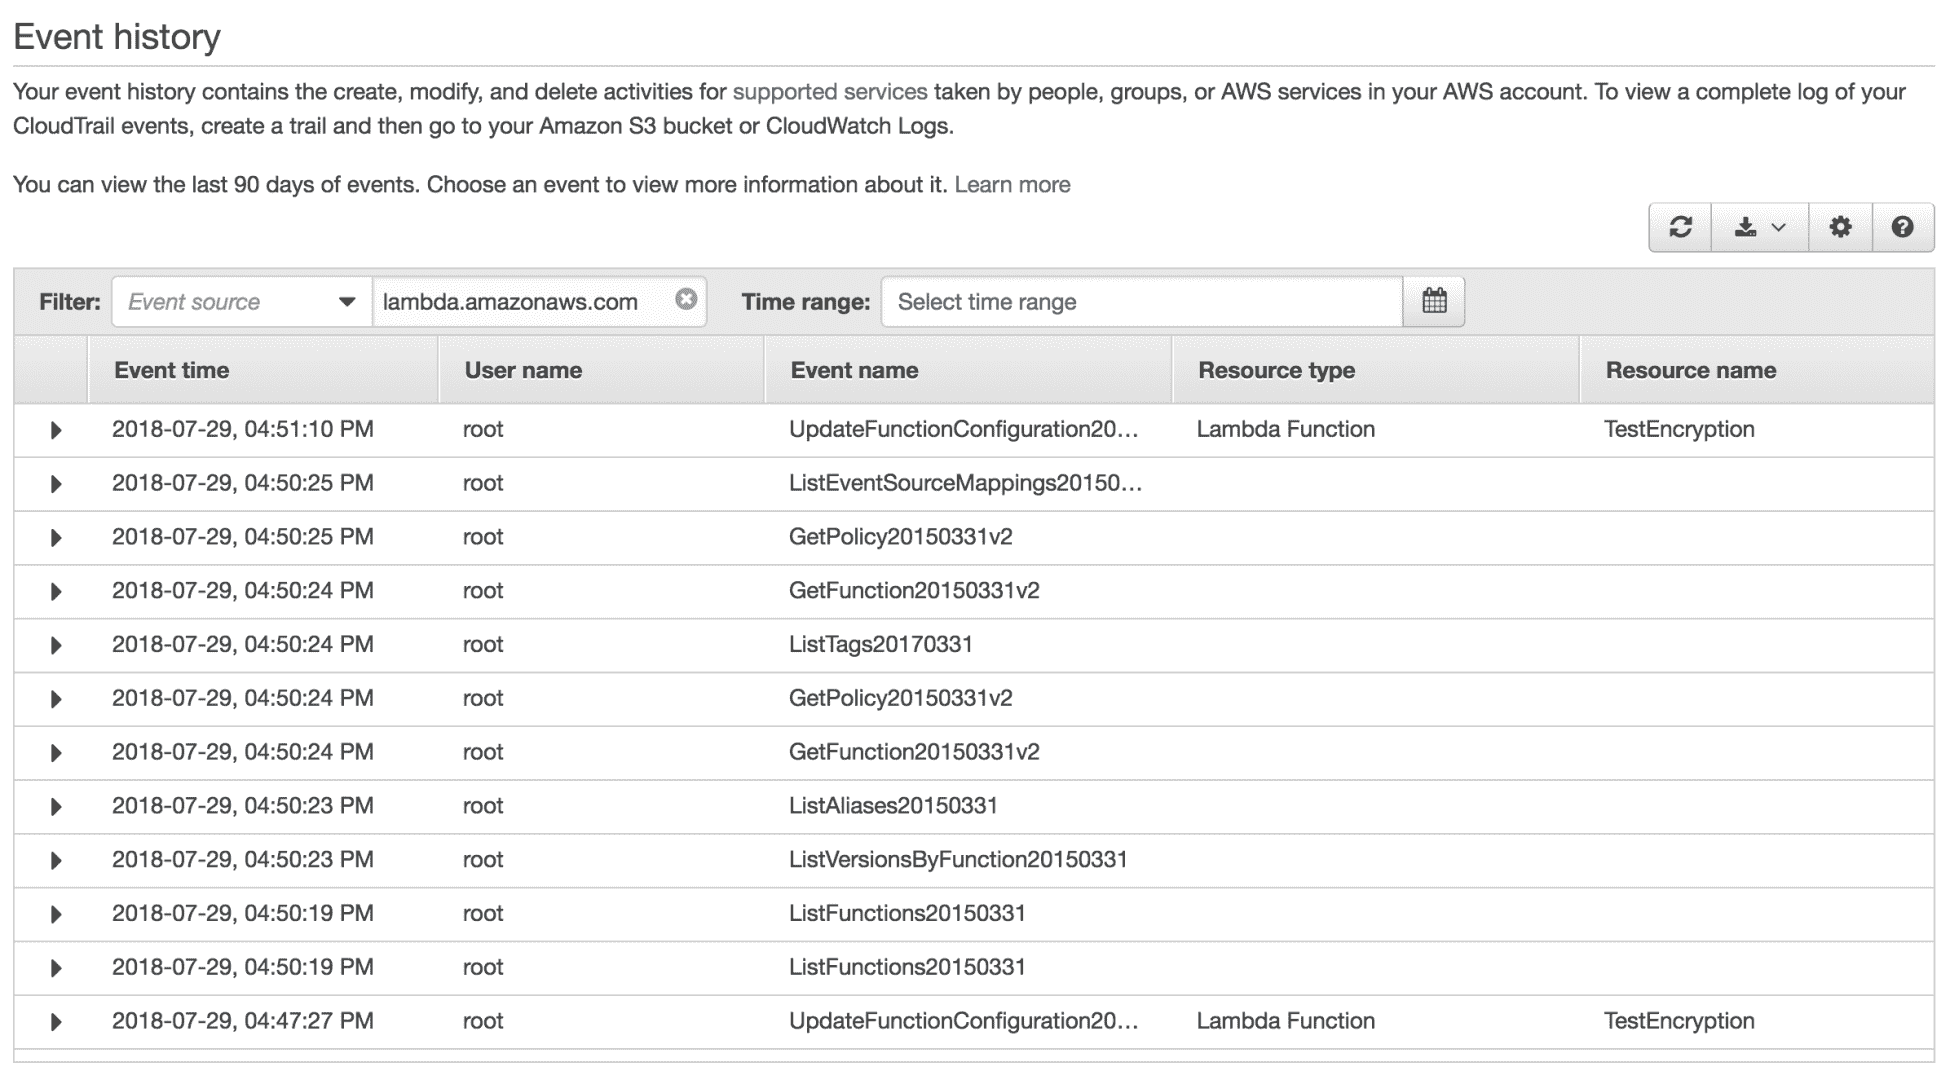 Event history
Your event history contains the create, modify, and delete activities for supported services taken by people, groups, or AWS services in your AWS account. To view a complete log of your
CloudTrail events, create a trail and then go to your Amazon S3 bucket or CloudWatch Logs.
You can view the last 90 days of events. Choose an event to view more information about it. Learn more
Filter: Event source lambda.amazonaws.com Time range: Select time range
Event time User name Event name Resource type Resource name
2018-07-29, 04:51:10 PM root UpdateFunctionConfiguration20... Lambda Function TestEncryption
2018-07-29, 04:50:25 PM root ListEventSourceMappings20150...
2018-07-29, 04:50:25 PM root GetPolicy20150331v2
2018-07-29, 04:50:24 PM root GetFunction20150331v2
2018-07-29, 04:50:24 PM root ListTags20170331
2018-07-29, 04:50:24 PM root GetPolicy20150331v2
2018-07-29, 04:50:24 PM root GetFunction20150331v2
2018-07-29, 04:50:23 PM root ListAliases20150331
2018-07-29, 04:50:23 PM root ListVersionsByFunction20150331
2018-07-29, 04:50:19 PM root ListFunctions20150331
2018-07-29, 04:50:19 PM root ListFunctions20150331
2018-07-29, 04:47:27 PM root UpdateFunctionConfiguration20... Lambda Function TestEncryption